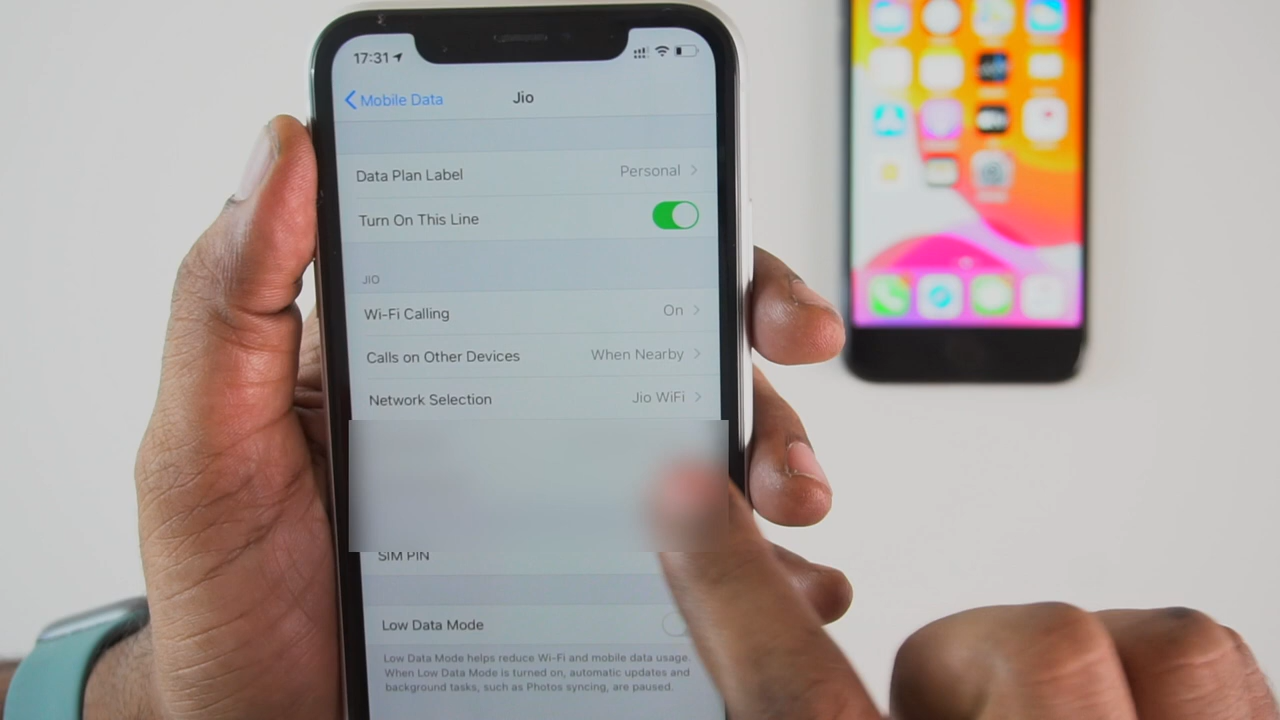 17:31
Mobile Data
Jio
Data Plan Label Personal
Turn On This Line
JIO
Wi-Fi Calling On
Calls on Other Devices When Nearby
Network Selection Jio WiFi
SIM PIN
Low Data Mode
Low Data Mode helps reduce Wi-Fi and mobile data usage.
When Low Data Mode is turned on, automatic updates and
background tasks, such as Photos syncing, are paused.